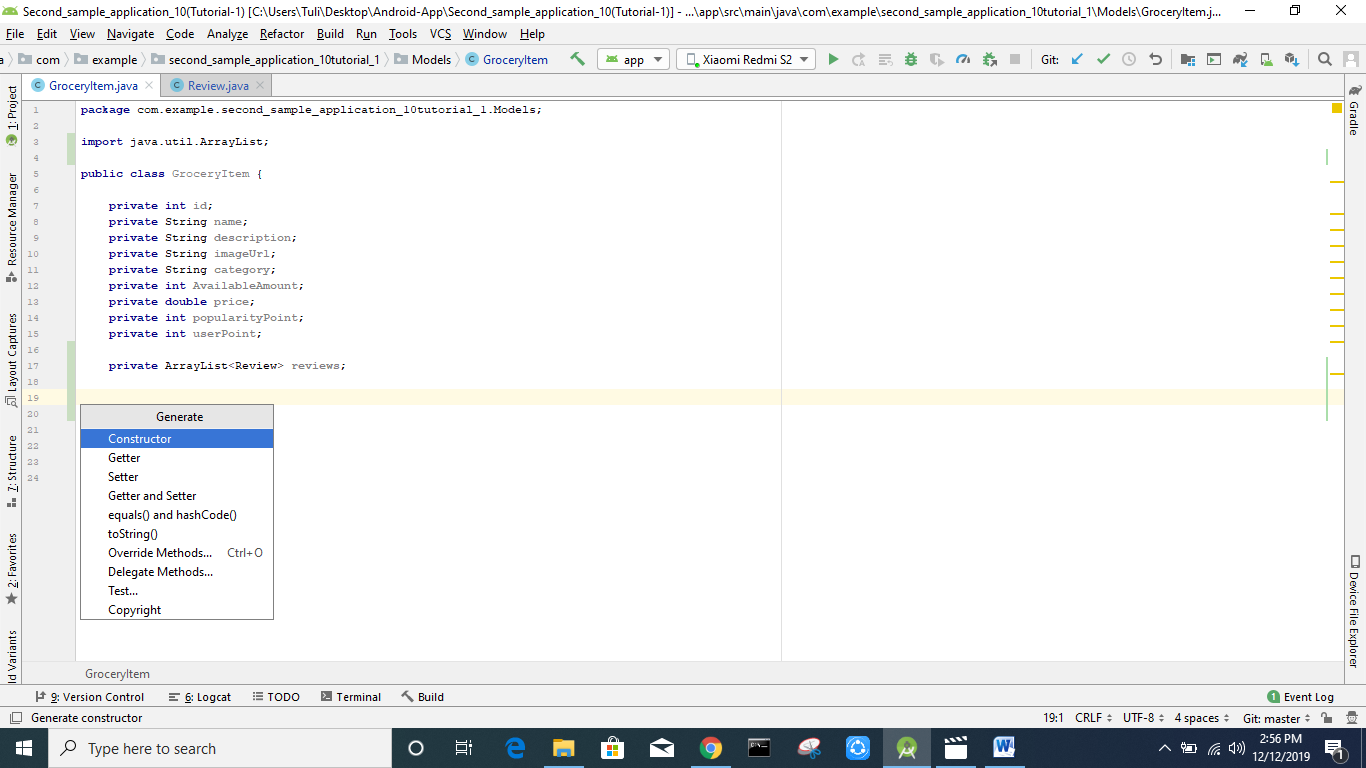 Second_sample_application_10(Tutorial-1) [C:\Users\Tuli\Desktop\Android-App\Second_sample_application_10(Tutorial-1)] - ...\app\src\main\java\com\example\second_sample_application_10tutorial_1\Models\GroceryItem.j...
File Edit View Navigate Code Analyze Refactor Build Run Tools VCS Window Help
a com example second_sample_application_10tutorial_1 Models GroceryItem app Xiaomi Redmi S2 Git:
GroceryItem.java Review.java
1: Project
Resource Manager
Layout Captures
7: Structure
2: Favorites
ld Variants
1 package com.example.second_sample_application_10tutorial_1.Models;
2
3 import java.util.ArrayList;
4
5 public class GroceryItem {
6
7 private int id;
8 private String name;
9 private String description;
10 private String imageUrl;
11 private String category;
12 private int AvailableAmount;
13 private double price;
14 private int popularityPoint;
15 private int userPoint;
16
17 private ArrayList<Review> reviews;
18
19
20
21
22
23
24
Generate
Constructor
Getter
Setter
Getter and Setter
equals() and hashCode()
toString()
Override Methods... Ctrl+O
Delegate Methods...
Test...
Copyright
Gradle
Device File Explorer
GroceryItem
9: Version Control 6: Logcat TODO Terminal Build 1 Event Log
Generate constructor 19:1 CRLF UTF-8 4 spaces Git: master
Type here to search
2:56 PM
12/12/2019
1